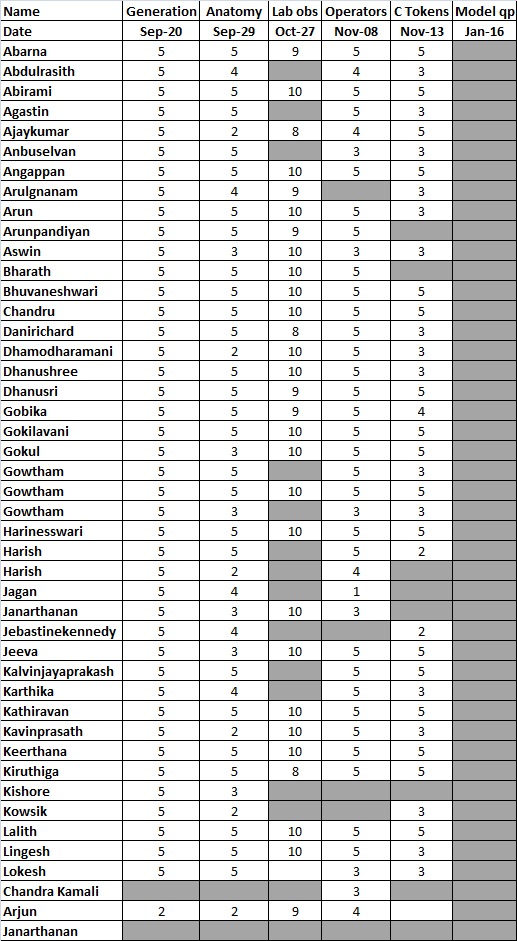 Name Generation Anatomy Lab obs Operators C Tokens Model qp
Date Sep-20 Sep-29 Oct-27 Nov-08 Nov-13 Jan-16
Abarna 5 5 9 5 5
Abdulrasith 5 4 4 3
Abirami 5 5 10 5 5
Agastin 5 5 5 3
Ajaykumar 5 2 8 4 5
Anbuselvan 5 5 3 3
Angappan 5 5 10 5 5
Arulgnanam 5 4 9 3
Arun 5 5 10 5 3
Arunpandiyan 5 5 9 5
Aswin 5 3 10 3 3
Bharath 5 5 10 5
Bhuvaneshwari 5 5 10 5 5
Chandru 5 5 10 5 5
Danirichard 5 5 8 5 3
Dhamodharamani 5 2 10 5 3
Dhanushree 5 5 10 5 3
Dhanusri 5 5 9 5 5
Gobika 5 5 9 5 4
Gokilavani 5 5 10 5 5
Gokul 5 3 10 5 5
Gowtham 5 5 5 3
Gowtham 5 5 10 5 5
Gowtham 5 3 3 3
Harinesswari 5 5 10 5 5
Harish 5 5 5 2
Harish 5 2 4
Jagan 5 4 1
Janarthanan 5 3 10 3
Jebastinekennedy 5 4 2
Jeeva 5 3 10 5 5
Kalvinjayaprakash 5 5 5 5
Karthika 5 4 5 3
Kathiravan 5 5 10 5 5
Kavinprasath 5 2 10 5 3
Keerthana 5 5 10 5 5
Kiruthiga 5 5 8 5 5
Kishore 5 3
Kowsik 5 2 3
Lalith 5 5 10 5 5
Lingesh 5 5 10 5 3
Lokesh 5 5 3 3
Chandra Kamali 3
Arjun 2 2 9 4
Janarthanan